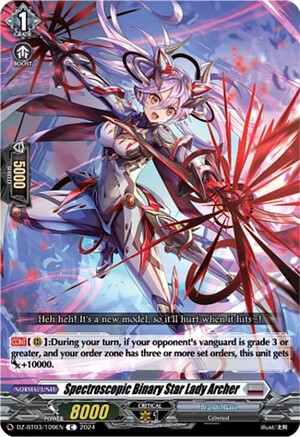 1
GRADE
BOOST
5000
SHIELD
Heh heh! It's a new model, so it'll hurt when it hits~!
CONT [R]:During your turn, if your opponent's vanguard is grade 3 or
greater, and your order zone has three or more set orders, this unit gets
+10000.
NORMAL UNIT
Spectroscopic Binary Star Lady Archer
POWER 8000
CRITICAL
1
Brandt Gate
Cyberoid
DZ-BT03/109EN C 2024